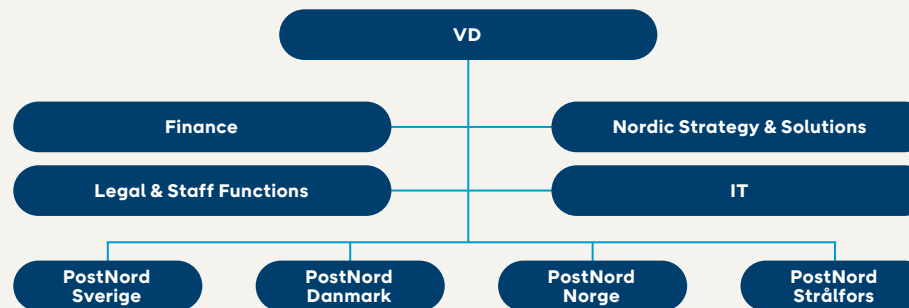 VD
Finance
Nordic Strategy & Solutions
Legal & Staff Functions
IT
PostNord
Sverige
PostNord
Danmark
PostNord
Norge
PostNord
Strålfors